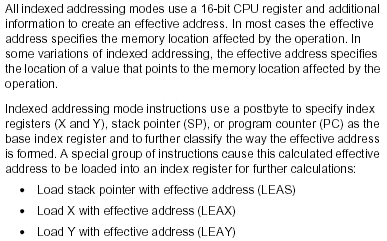 All indexed addressing modes use a 16-bit CPU register and additional
information to create an effective address. In most cases the effective
address specifies the memory location affected by the operation. In
some variations of indexed addressing, the effective address specifies
the location of a value that points to the memory location affected by the
operation.
Indexed addressing mode instructions use a postbyte to specify index
registers (X and Y), stack pointer (SP), or program counter (PC) as the
base index register and to further classify the way the effective address
is formed. A special group of instructions cause this calculated effective
address to be loaded into an index register for further calculations:
• Load stack pointer with effective address (LEAS)
• Load X with effective address (LEAX)
• Load Y with effective address (LEAY)